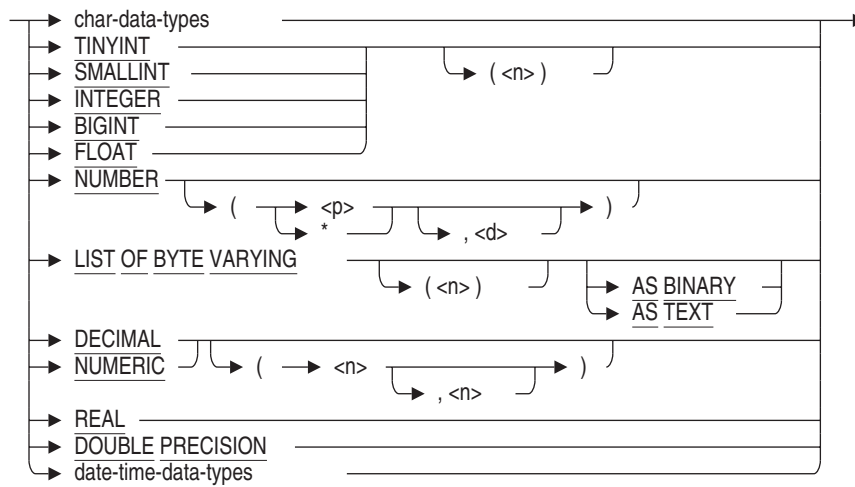 char-data-types
TINYINT
SMALLINT ( <n> )
INTEGER
BIGINT
FLOAT
NUMBER
( <p> )
* , <d>
LIST OF BYTE VARYING
( <n> ) AS BINARY
AS TEXT
DECIMAL
NUMERIC ( <n> )
, <n>
REAL
DOUBLE PRECISION
date-time-data-types